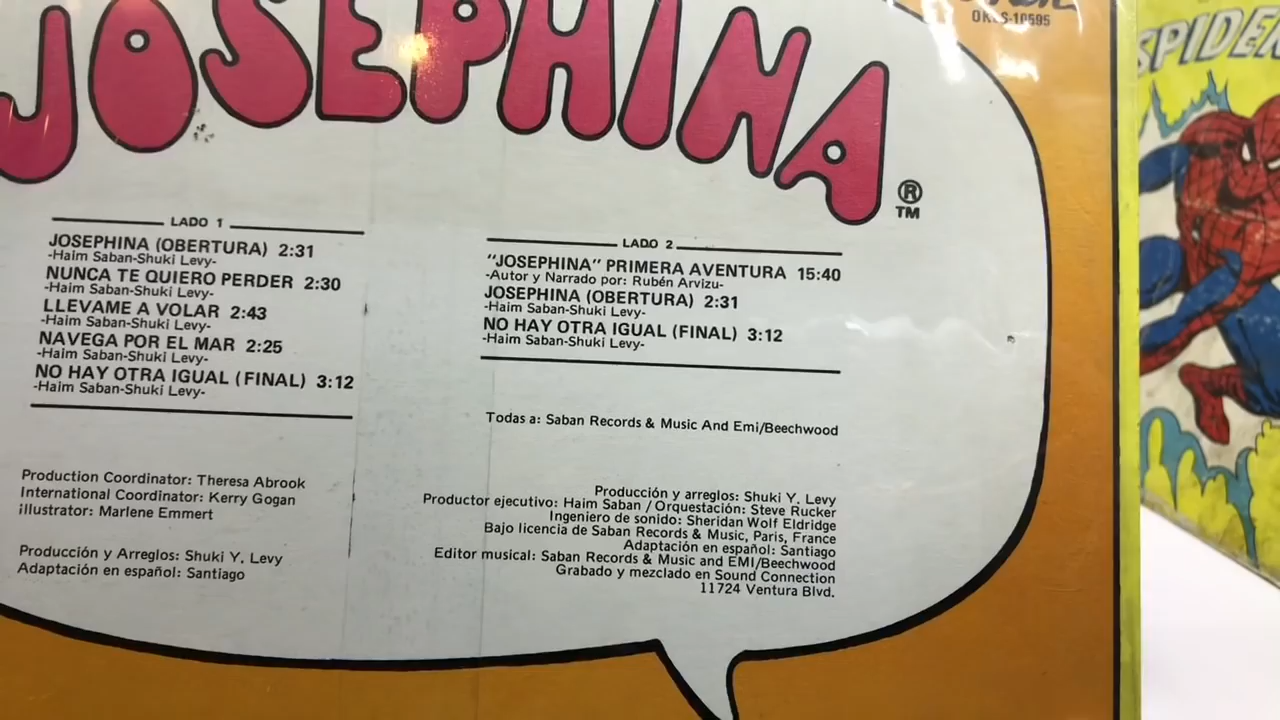 JOSEPHINA
®
TM
LADO 1
JOSEPHINA (OBERTURA) 2:31
-Haim Saban-Shuki Levy-
NUNCA TE QUIERO PERDER 2:30
-Haim Saban-Shuki Levy-
LLEVAME A VOLAR 2:43
-Haim Saban-Shuki Levy-
NAVEGA POR EL MAR 2:25
-Haim Saban-Shuki Levy-
NO HAY OTRA IGUAL (FINAL) 3:12
-Haim Saban-Shuki Levy-
LADO 2
"JOSEPHINA" PRIMERA AVENTURA 15:40
-Autor y Narrado por: Rubén Arvizu-
JOSEPHINA (OBERTURA) 2:31
-Haim Saban-Shuki Levy-
NO HAY OTRA IGUAL (FINAL) 3:12
-Haim Saban-Shuki Levy-
Todas a: Saban Records & Music And Emi/Beechwood
Production Coordinator: Theresa Abrook
International Coordinator: Kerry Gogan
illustrator: Marlene Emmert
Producción y Arreglos: Shuki Y. Levy
Adaptación en español: Santiago
Producción y arreglos: Shuki Y. Levy
Productor ejecutivo: Haim Saban / Orquestación: Steve Rucker
Ingeniero de sonido: Sheridan Wolf Eldridge
Bajo licencia de Saban Records & Music, Paris, France
Adaptación en español: Santiago
Editor musical: Saban Records & Music and EMI/Beechwood
Grabado y mezclado en Sound Connection
11724 Ventura Blvd.